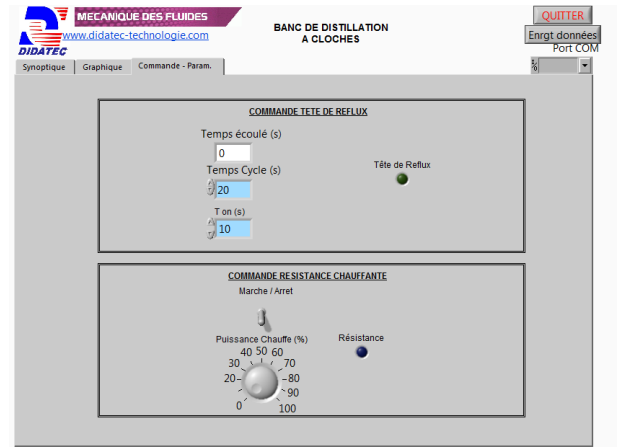 MECANIQUE DES FLUIDES
www.didatec-technologie.com
DIDATEC
BANC DE DISTILLATION
A CLOCHES
QUITTER
Enrgt données
Port COM
Synoptique Graphique Commande - Param.
COMMANDE TETE DE REFLUX
Temps écoulé (s)
0
Temps Cycle (s)
20
T on (s)
10
Tête de Reflux
COMMANDE RESISTANCE CHAUFFANTE
Marche / Arret
Puissance Chauffe (%)
Résistance
40 50 60
30 70
20 80
90
0 100